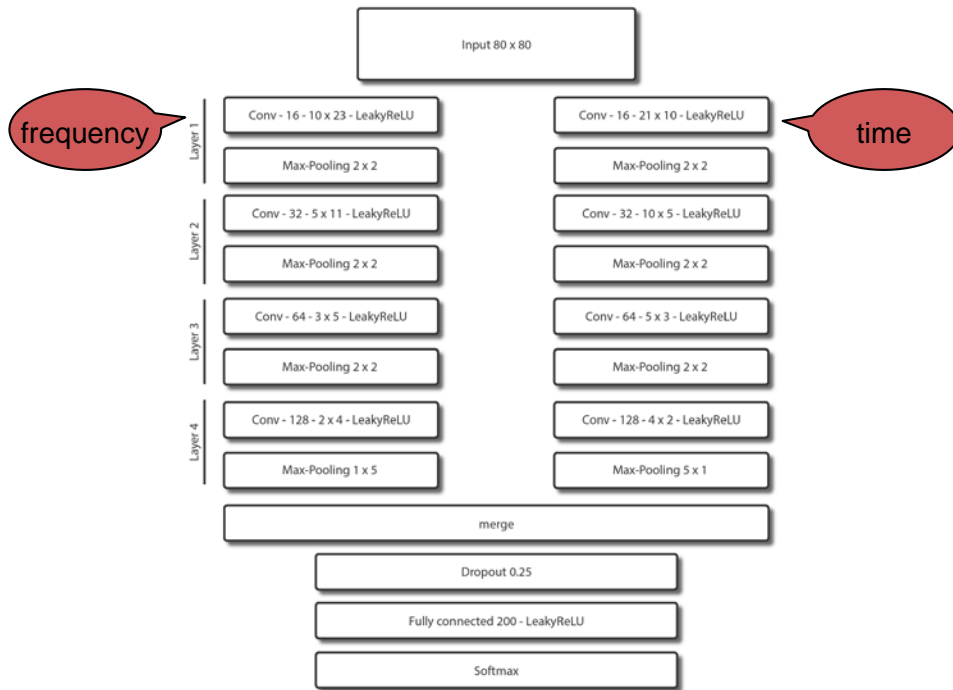 Input 80 x 80
frequency
Layer 1
Conv - 16 - 10 x 23 - LeakyReLU
Conv - 16 - 21 x 10 - LeakyReLU
time
Max-Pooling 2 x 2
Max-Pooling 2 x 2
Layer 2
Conv - 32 - 5 x 11 - LeakyReLU
Conv - 32 - 10 x 5 - LeakyReLU
Max-Pooling 2 x 2
Max-Pooling 2 x 2
Layer 3
Conv - 64 - 3 x 5 - LeakyReLU
Conv - 64 - 5 x 3 - LeakyReLU
Max-Pooling 2 x 2
Max-Pooling 2 x 2
Layer 4
Conv - 128 - 2 x 4 - LeakyReLU
Conv - 128 - 4 x 2 - LeakyReLU
Max-Pooling 1 x 5
Max-Pooling 5 x 1
merge
Dropout 0.25
Fully connected 200 - LeakyReLU
Softmax